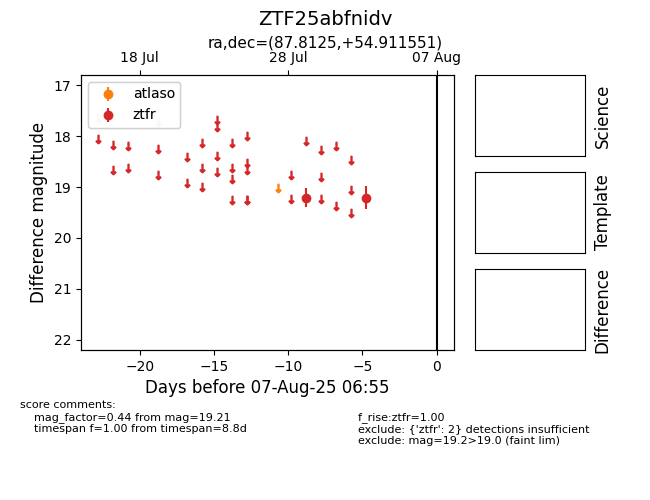 ZTF25abfnidv
ra,dec=(87.8125,+54.911551)
18 Jul 28 Jul 07 Aug
atlaso
ztfr
17
18
19
20
21
22
Difference magnitude
−20 −15 −10 −5 0
Days before 07-Aug-25 06:55
Science
Template
Difference
score comments:
mag_factor=0.44 from mag=19.21
timespan f=1.00 from timespan=8.8d
f_rise:ztfr=1.00
exclude: {'ztfr': 2} detections insufficient
exclude: mag=19.2>19.0 (faint lim)